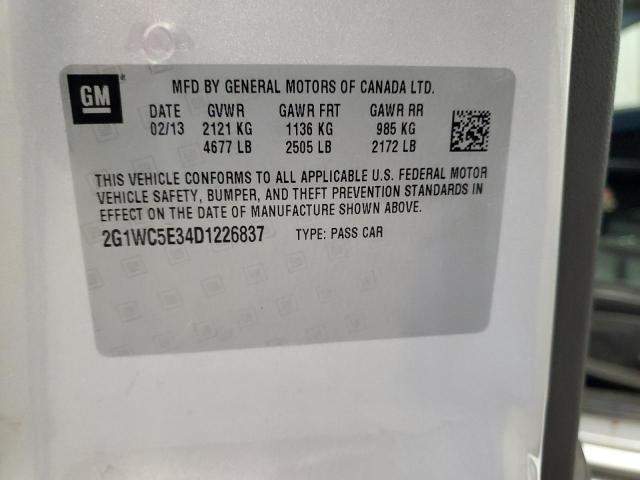 GM
MFD BY GENERAL MOTORS OF CANADA LTD.
DATE GVWR GAWR FRT GAWR RR
02/13 2121 KG 1136 KG 985 KG
4677 LB 2505 LB 2172 LB
THIS VEHICLE CONFORMS TO ALL APPLICABLE U.S. FEDERAL MOTOR
VEHICLE SAFETY, BUMPER, AND THEFT PREVENTION STANDARDS IN
EFFECT ON THE DATE OF MANUFACTURE SHOWN ABOVE.
2G1WC5E34D1226837 TYPE: PASS CAR